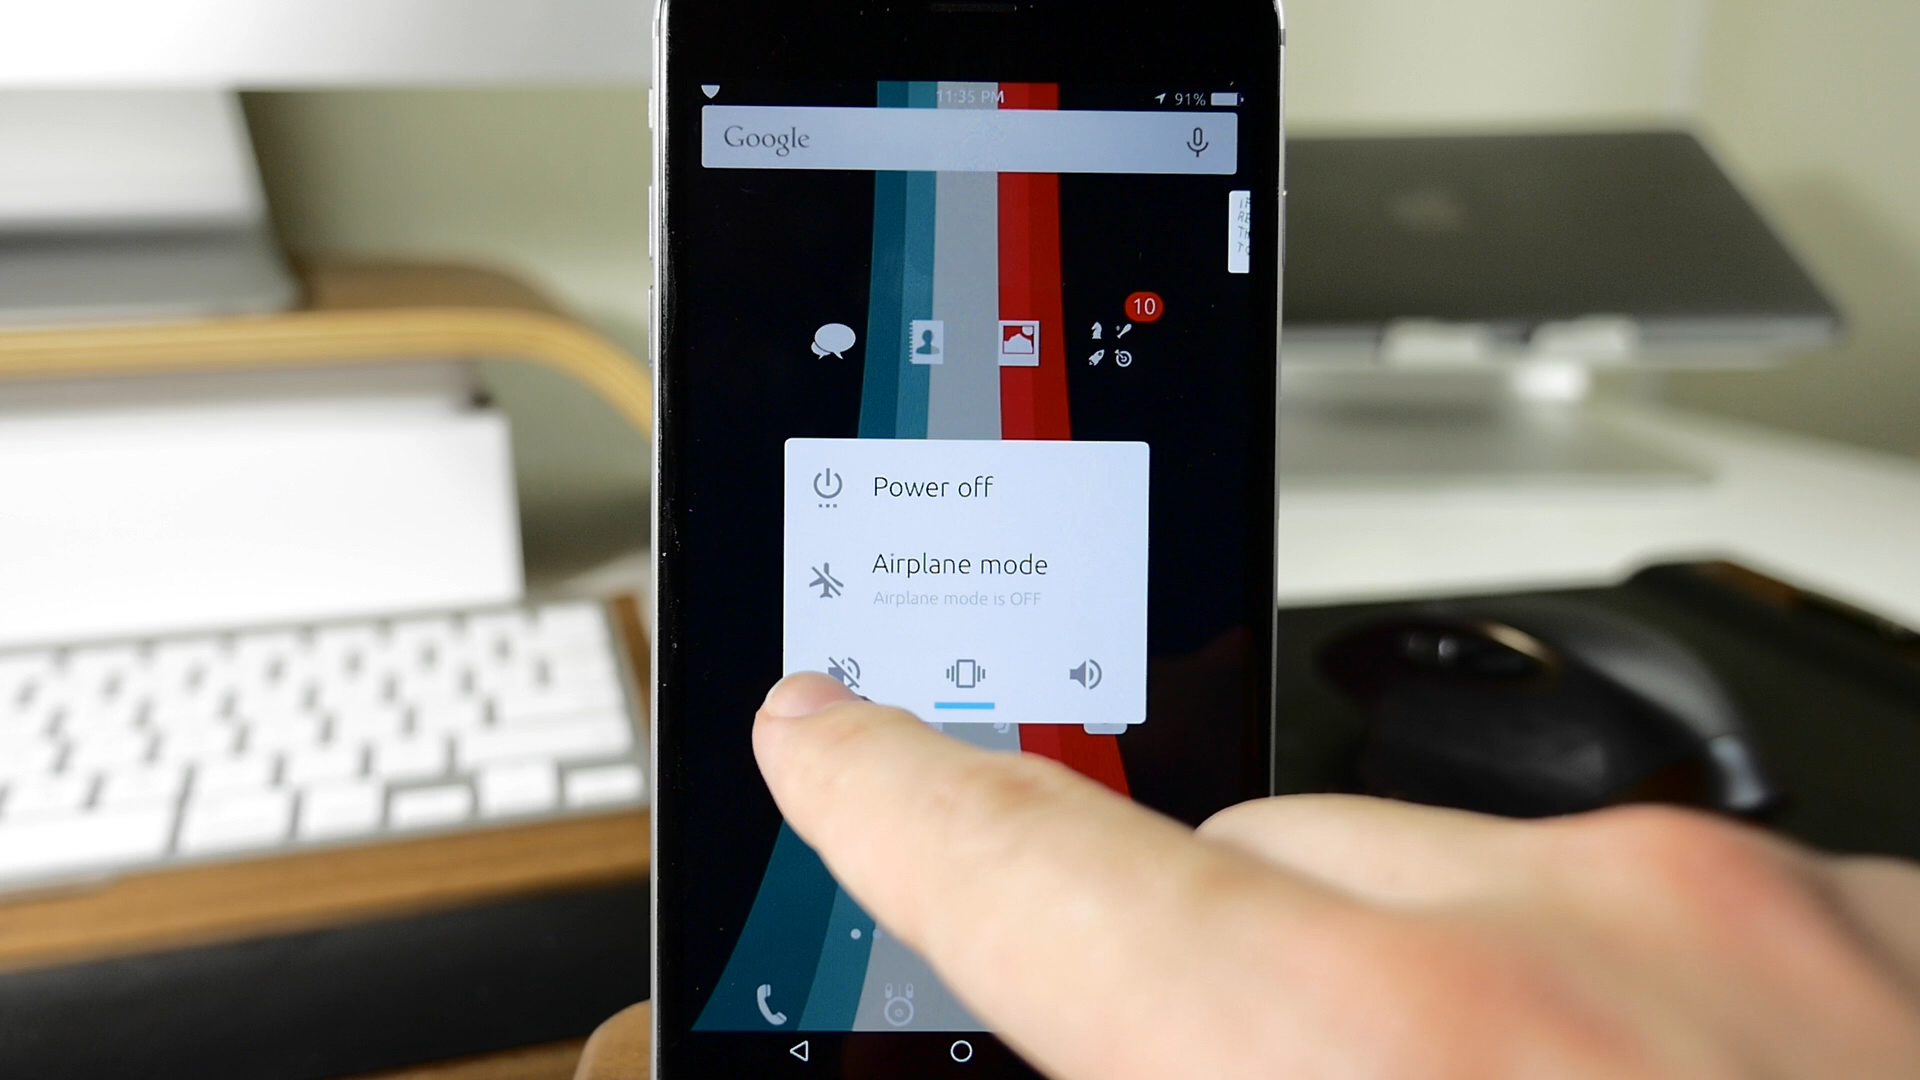 11:35 PM
91%
Google
10
Power off
Airplane mode
Airplane mode is OFF